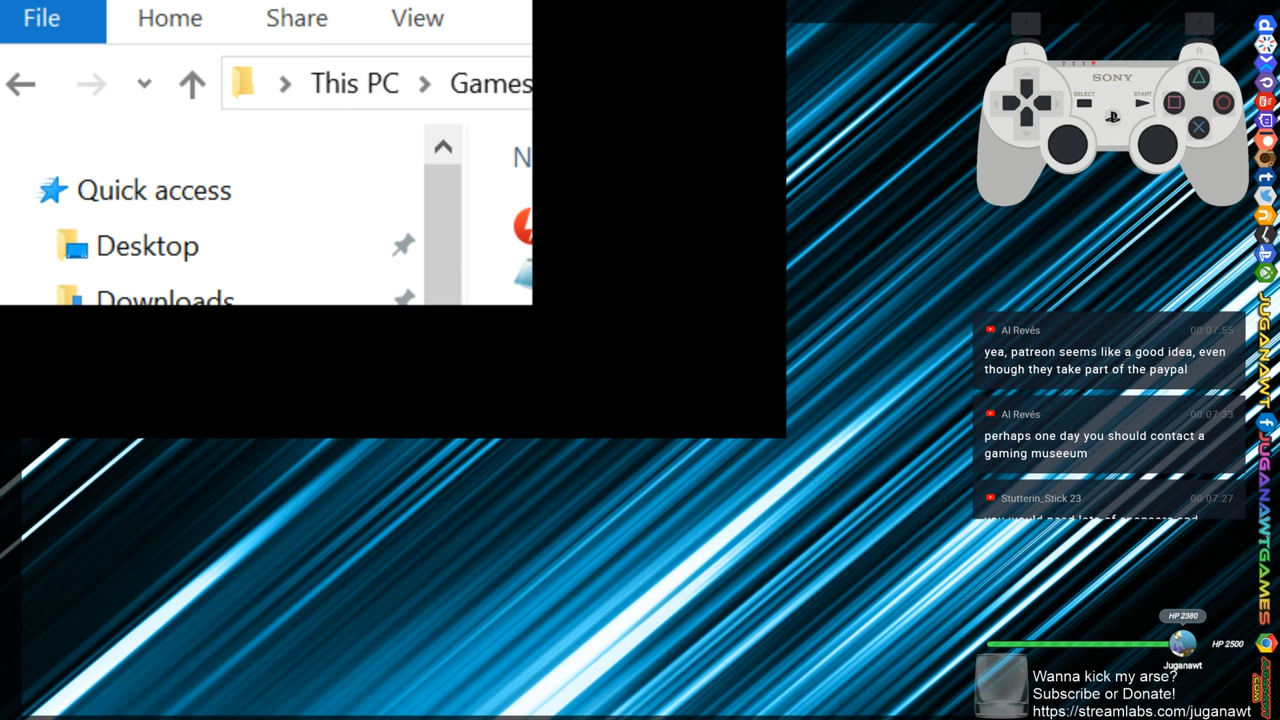 File Home Share View
This PC Games
Quick access
Desktop
Downloads
SONY
L
R
SELECT
START
Al Revés 00:07:55
yea, patreon seems like a good idea, even
though they take part of the paypal
Al Revés 00:07:33
perhaps one day you should contact a
gaming museeum
Stutterin_Stick 23 00:07:27
HP 2380
HP 2500
Juganawt
Wanna kick my arse?
Subscribe or Donate!
https://streamlabs.com/juganawt
JUGANAWT
JUGANAWTGAMES